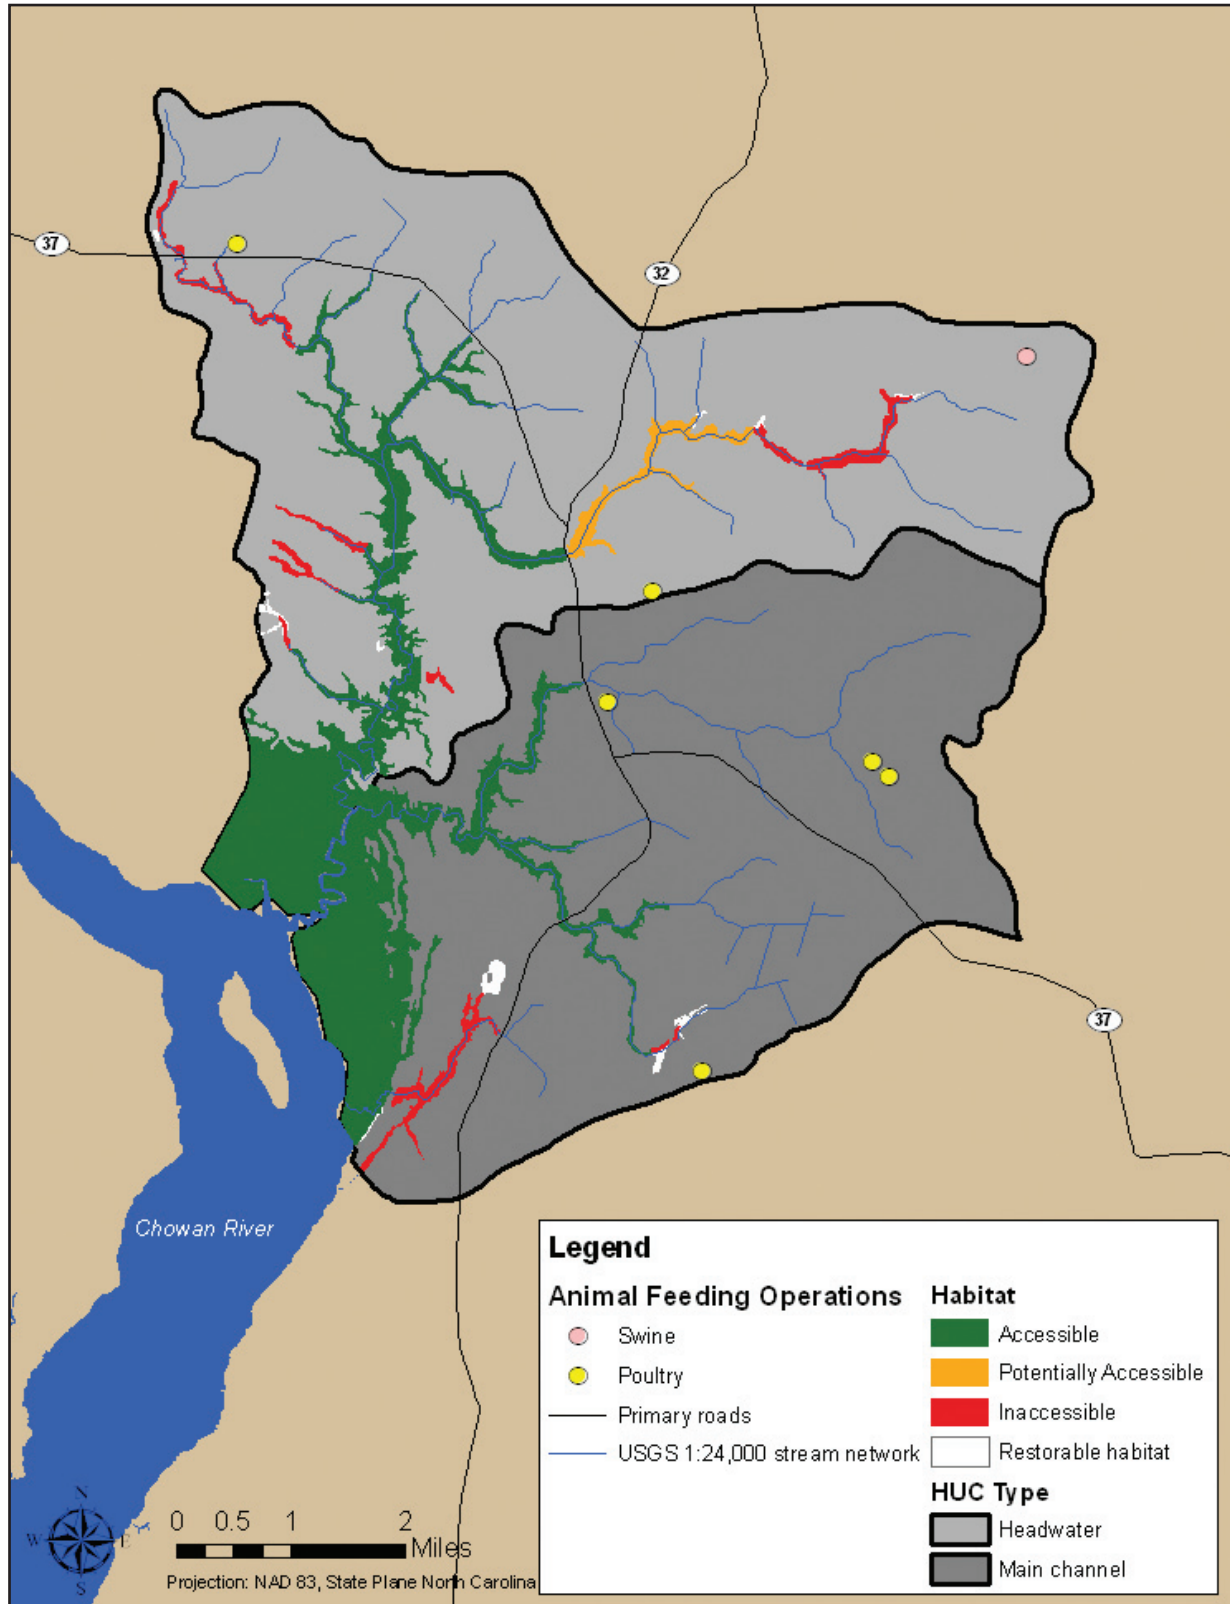 32
37
37
Chowan River
Legend
Animal Feeding Operations
Swine
Poultry
Primary roads
USGS 1:24,000 stream network
Habitat
Accessible
Potentially Accessible
Inaccessible
Restorable habitat
HUC Type
Headwater
Main channel
N
W E
S
0 0.5 1 2
Miles
Projection: NAD 83, State Plane North Carolina